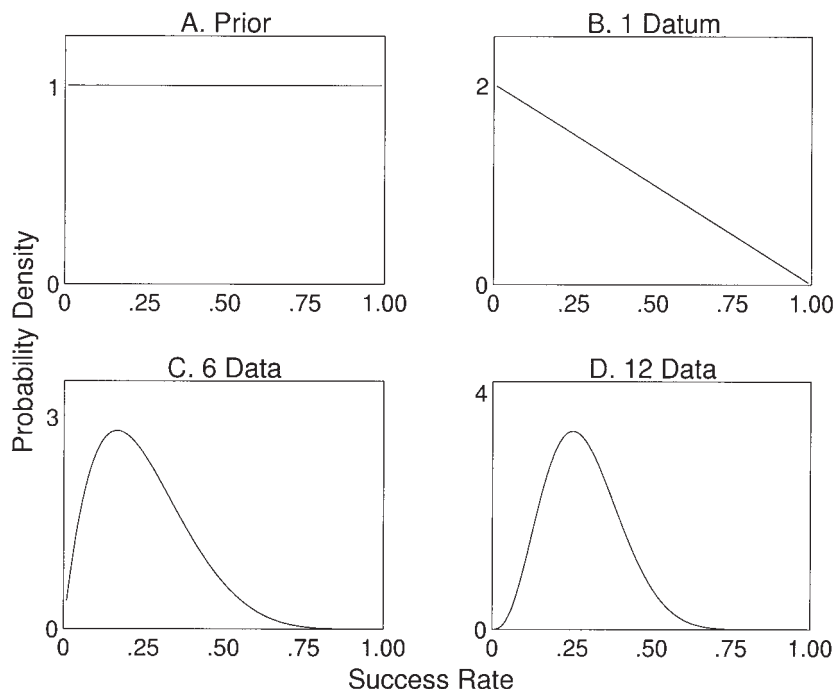 A. Prior
1
0
0 .25 .50 .75 1.00
B. 1 Datum
2
0
0 .25 .50 .75 1.00
Probability Density
C. 6 Data
3
0
0 .25 .50 .75 1.00
D. 12 Data
4
0
0 .25 .50 .75 1.00
Success Rate